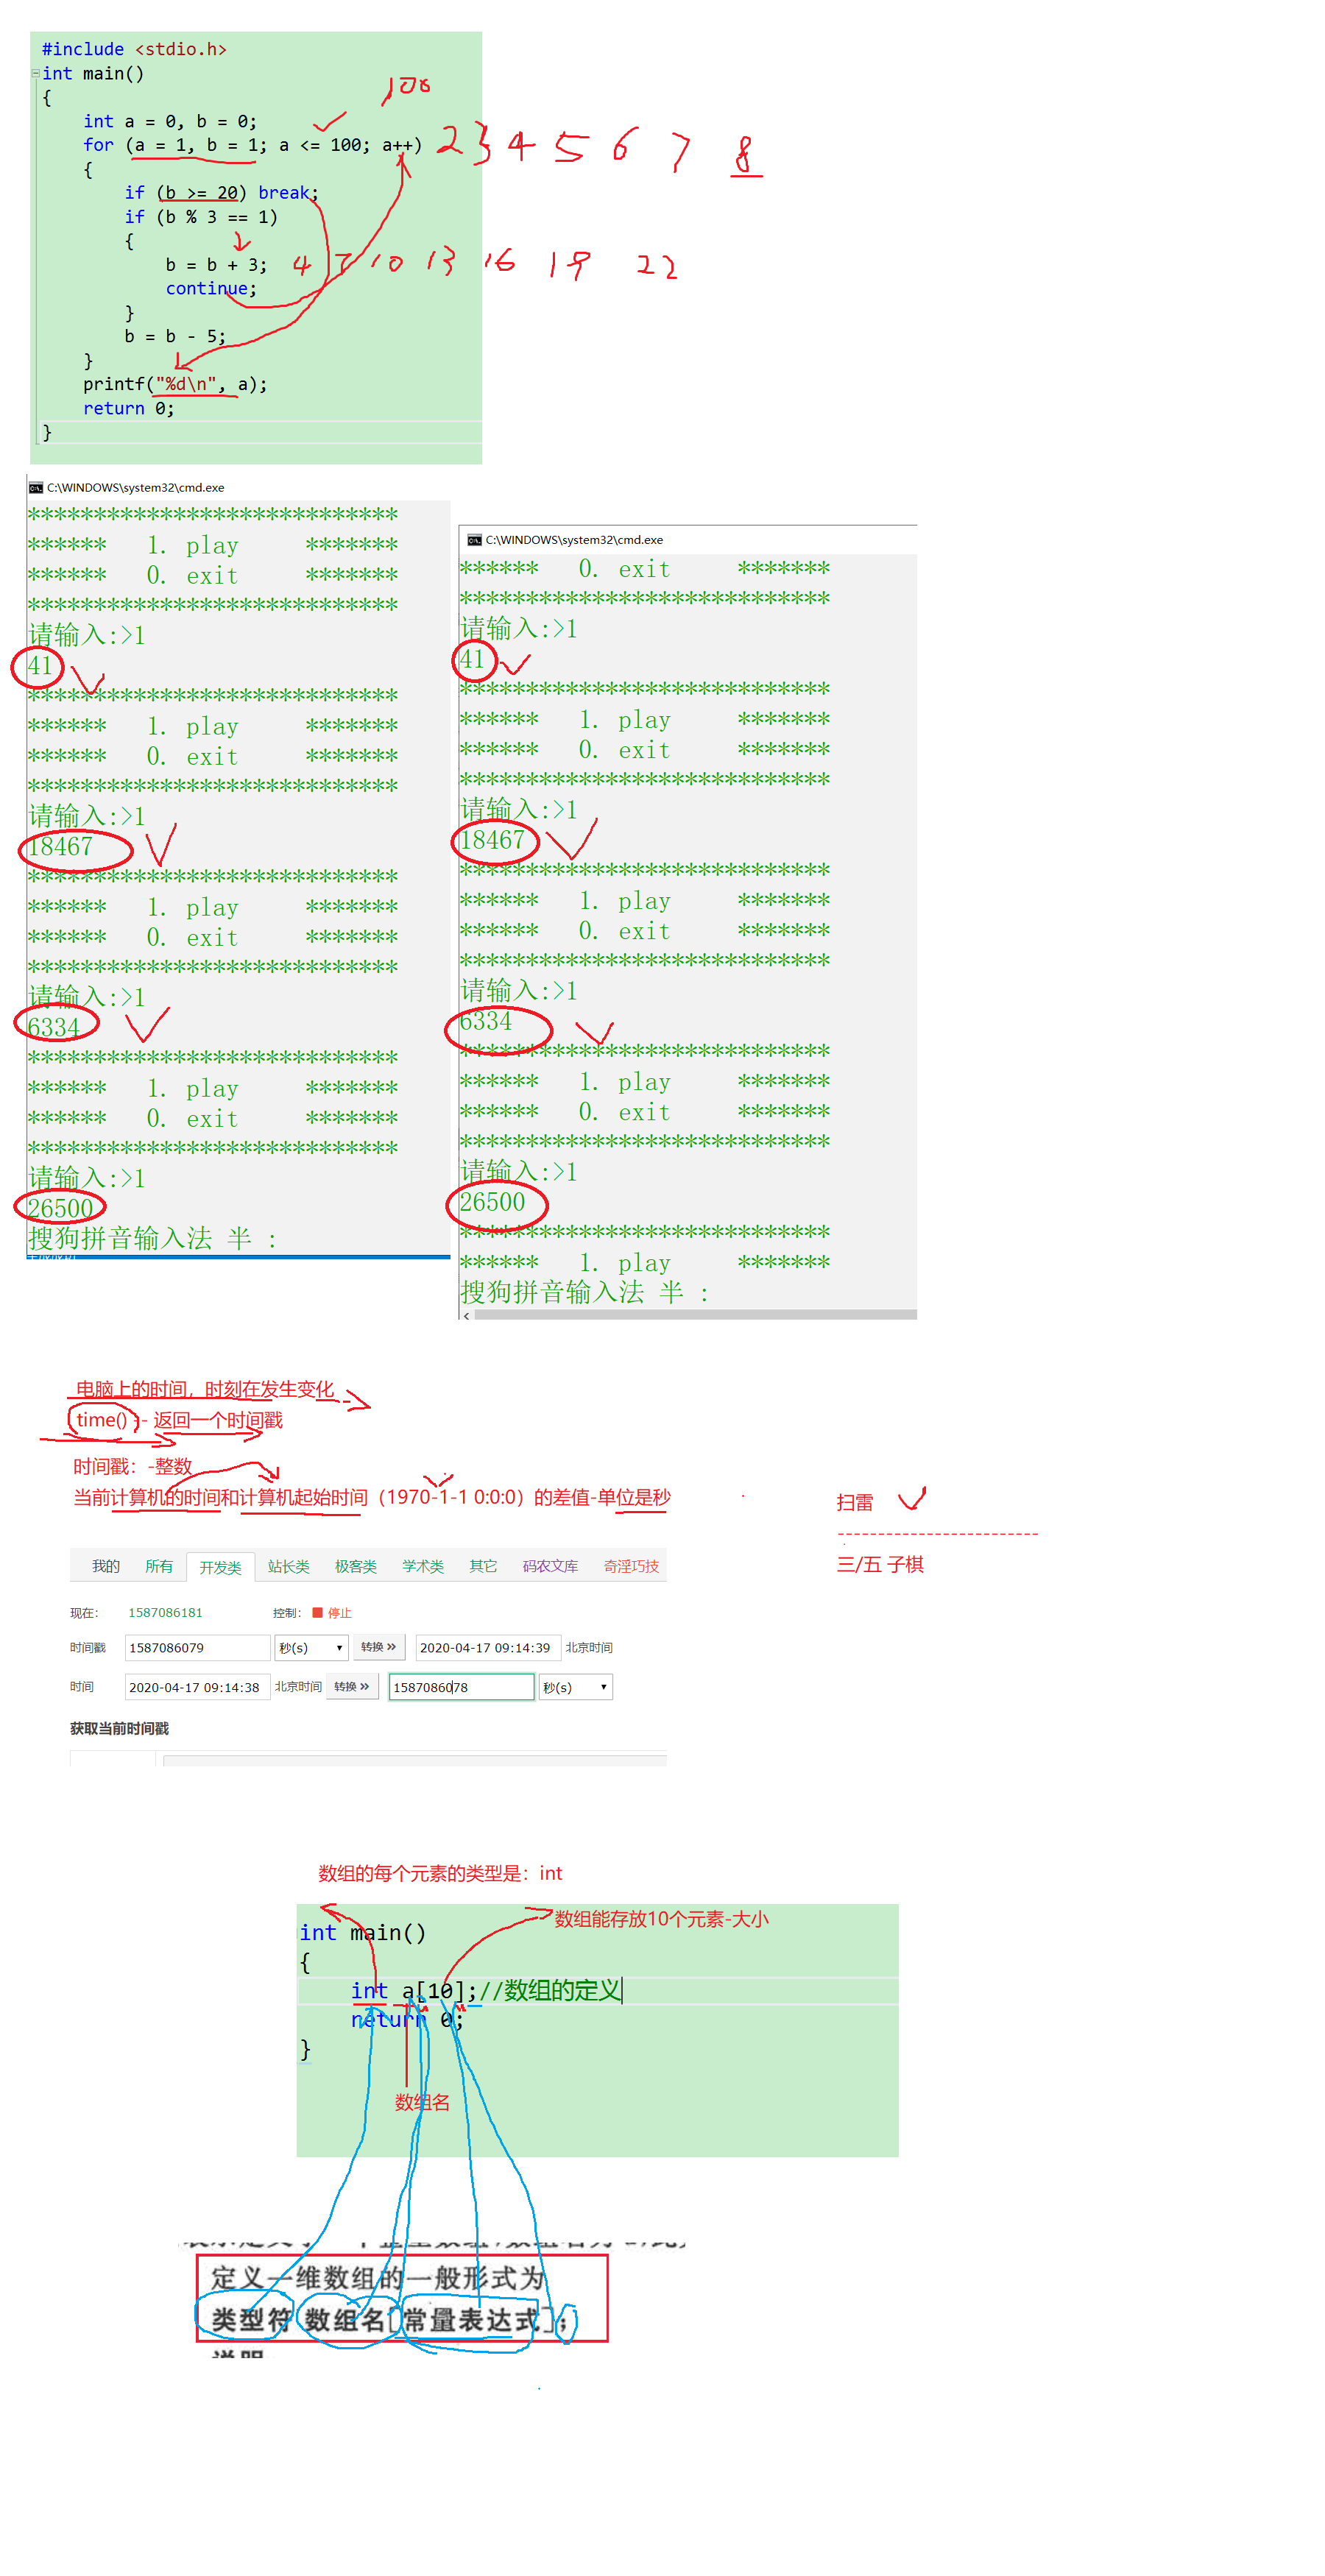 #include <stdio.h>
int main()
{
100
int a = 0, b = 0;
for (a = 1, b = 1; a <= 100; a++) 2 3 4 5 6 7 8
{
if (b >= 20) break;
if (b % 3 == 1)
{
b = b + 3; 4 7 10 13 16 19 22
continue;
}
b = b - 5;
}
printf("%d\n", a);
return 0;
}
C:\WINDOWS\system32\cmd.exe
****************************
****** 1. play *******
****** 0. exit *******
****************************
请输入:>1
41
****************************
****** 1. play *******
****** 0. exit *******
****************************
请输入:>1
18467
****************************
****** 1. play *******
****** 0. exit *******
****************************
请输入:>1
6334
****************************
****** 1. play *******
****** 0. exit *******
****************************
请输入:>1
26500
搜狗拼音输入法 半 :
C:\WINDOWS\system32\cmd.exe
****** 0. exit *******
****************************
请输入:>1
41
****************************
****** 1. play *******
****** 0. exit *******
****************************
请输入:>1
18467
****************************
****** 1. play *******
****** 0. exit *******
****************************
请输入:>1
6334
****************************
****** 1. play *******
****** 0. exit *******
****************************
请输入:>1
26500
****************************
****** 1. play *******
搜狗拼音输入法 半 :
电脑上的时间，时刻在发生变化
time() -- 返回一个时间戳
时间戳：-整数
当前计算机的时间和计算机起始时间（1970-1-1 0:0:0）的差值-单位是秒
扫雷
---------------------------
三/五 子棋
我的 所有 开发类 站长类 极客类 学术类 其它 码农文库 奇淫巧技
现在： 1587086181 控制： 停止
时间戳 1587086079 秒(s) 转换 » 2020-04-17 09:14:39 北京时间
时间 2020-04-17 09:14:38 北京时间 转换 » 1587086078 秒(s)
获取当前时间戳
数组的每个元素的类型是：int
数组能存放10个元素-大小
int main()
{
int a[10];//数组的定义
return 0;
}
数组名
定义一维数组的一般形式为
类型符 数组名[常量表达式];